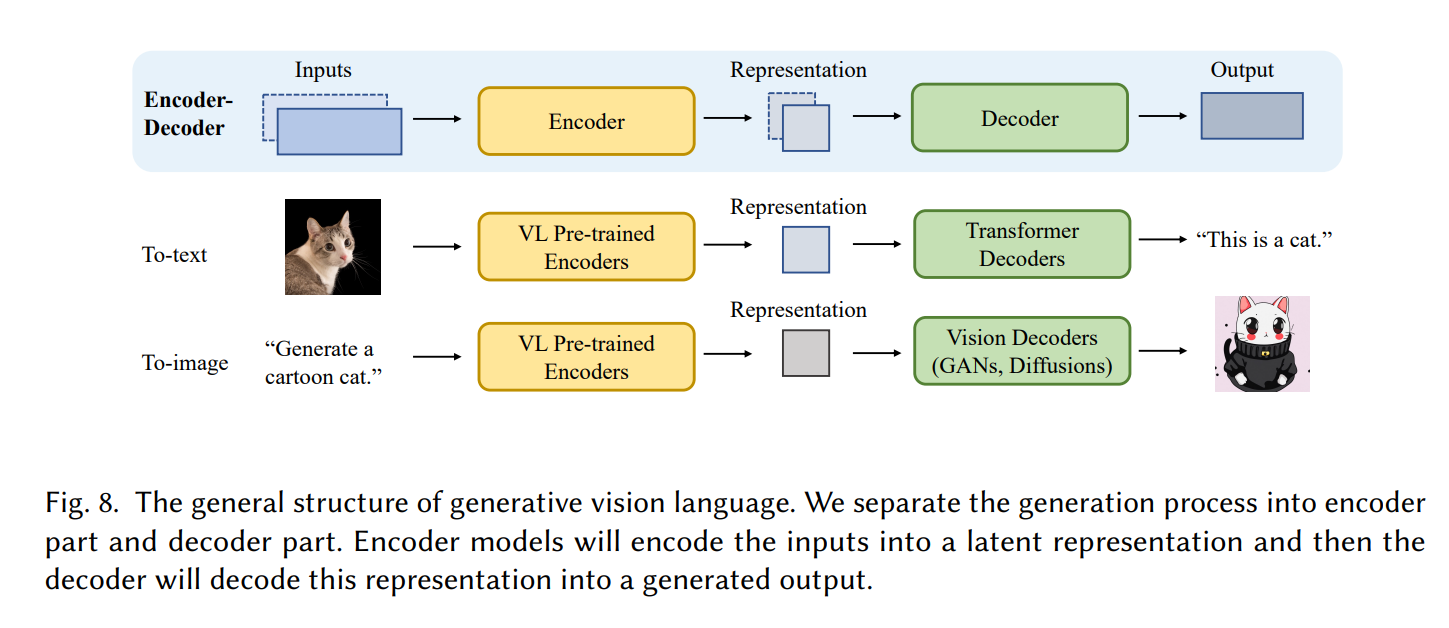 Inputs
Representation
Output
Encoder-
Decoder
Encoder
Decoder
Representation
To-text
VL Pre-trained
Encoders
Transformer
Decoders
“This is a cat.”
Representation
To-image
“Generate a
cartoon cat.”
VL Pre-trained
Encoders
Vision Decoders
(GANs, Diffusions)
Fig. 8. The general structure of generative vision language. We separate the generation process into encoder
part and decoder part. Encoder models will encode the inputs into a latent representation and then the
decoder will decode this representation into a generated output.